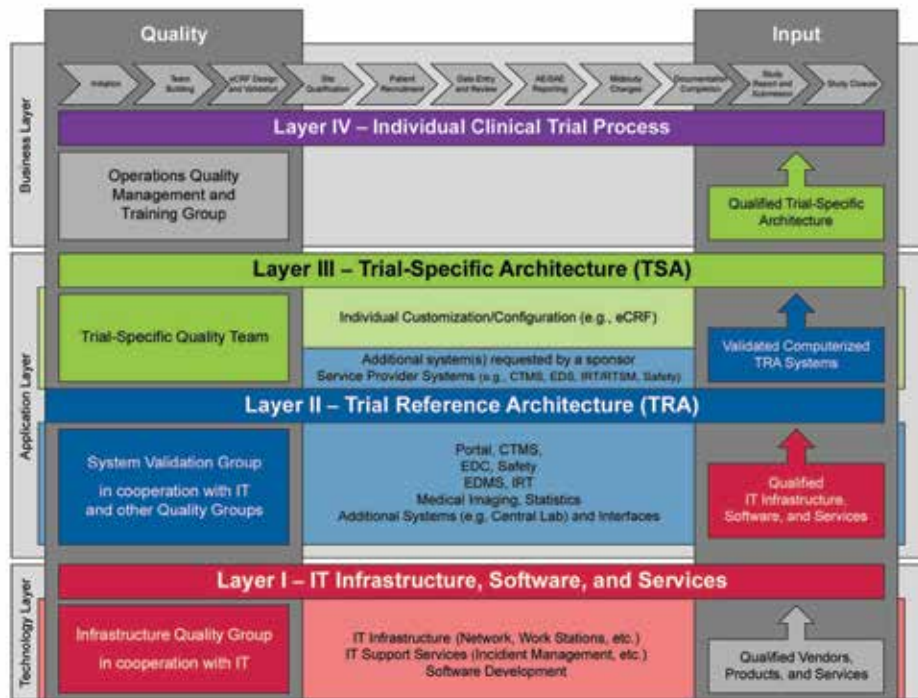 Quality
Input
Initiation
Team
Building
eCRF Design
and Validation
Site
Qualification
Patient
Recruitment
Data Entry
and Review
AE/SAE
Reporting
Midstudy
Changes
Documentation
Completion
Study
Report and
Submission
Study Closure
Business Layer
Layer IV – Individual Clinical Trial Process
Operations Quality
Management and
Training Group
Qualified Trial-Specific
Architecture
Application Layer
Layer III – Trial-Specific Architecture (TSA)
Trial-Specific Quality Team
Individual Customization/Configuration (e.g., eCRF)
Additional system(s) requested by a sponsor
Service Provider Systems (e.g., CTMS, EDS, IRT/RTSM, Safety)
Validated Computerized
TRA Systems
Layer II – Trial Reference Architecture (TRA)
System Validation Group
in cooperation with IT
and other Quality Groups
Portal, CTMS,
EDC, Safety
EDMS, IRT
Medical Imaging, Statistics
Additional Systems (e.g. Central Lab) and Interfaces
Qualified
IT Infrastructure,
Software, and Services
Technology Layer
Layer I – IT Infrastructure, Software, and Services
Infrastructure Quality Group
in cooperation with IT
IT Infrastructure (Network, Work Stations, etc.)
IT Support Services (Incident Management, etc.)
Software Development
Qualified Vendors,
Products, and Services